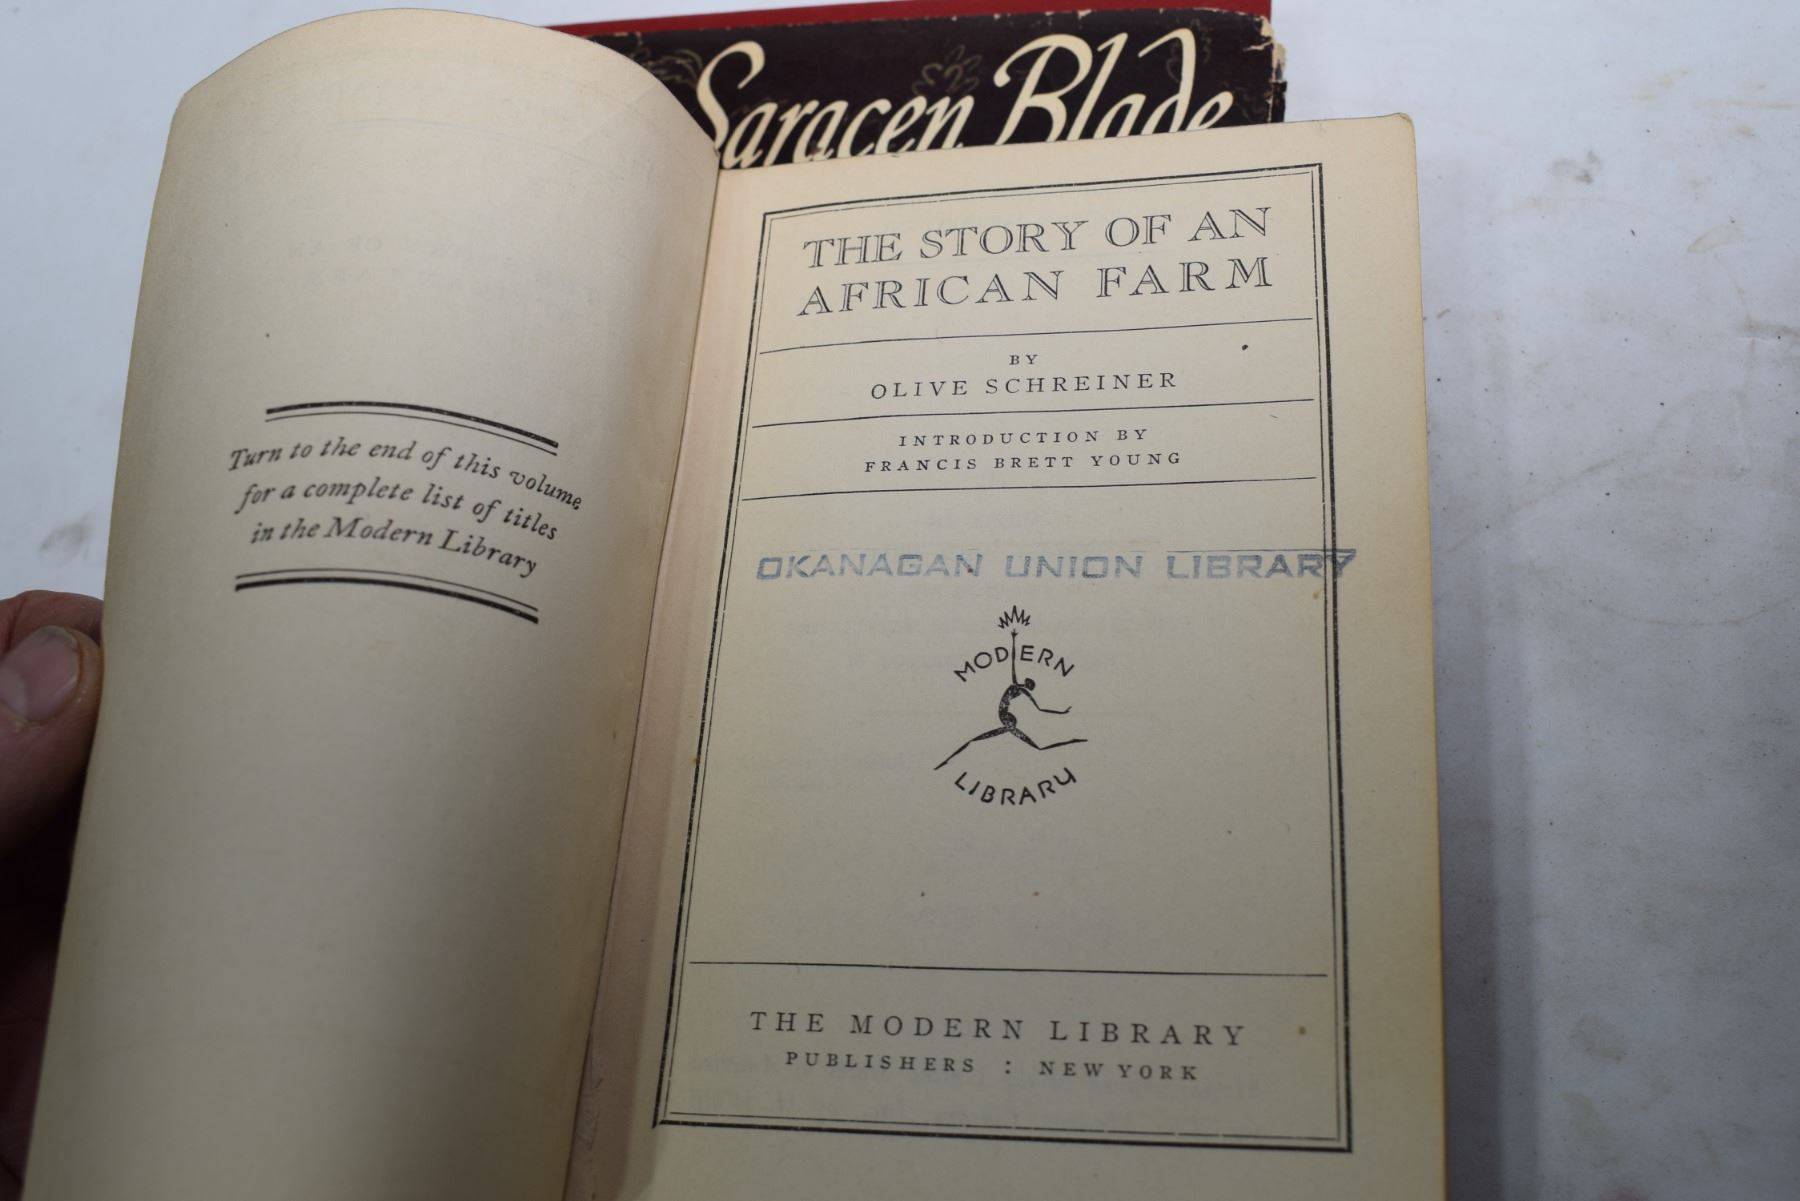 Saracen Blade
Turn to the end of this volume
for a complete list of titles
in the Modern Library
THE STORY OF AN
AFRICAN FARM
BY
OLIVE SCHREINER
INTRODUCTION BY
FRANCIS BRETT YOUNG
OKANAGAN UNION LIBRARY
MODERN
LIBRARY
THE MODERN LIBRARY
PUBLISHERS : NEW YORK